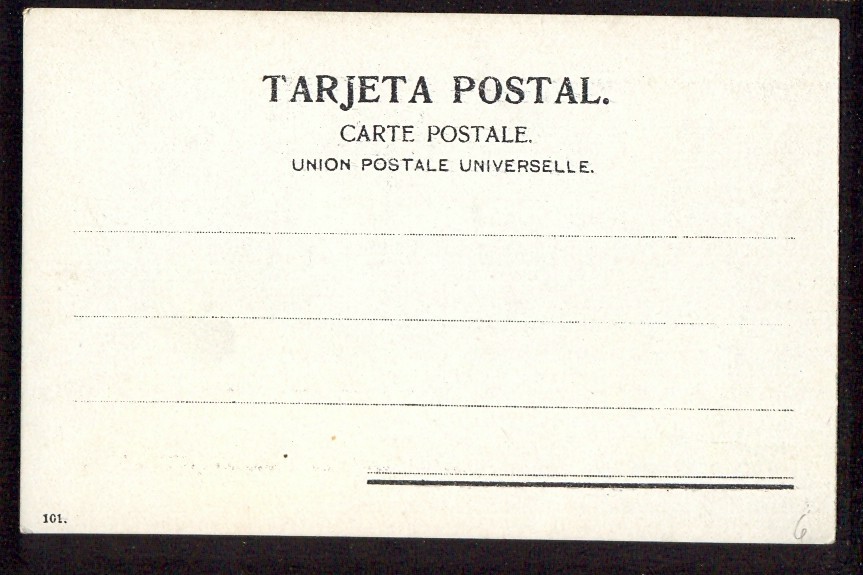 TARJETA POSTAL.
CARTE POSTALE.
UNION POSTALE UNIVERSELLE.
101.
6